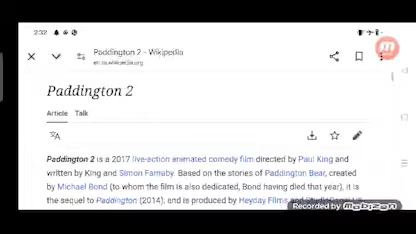 2:32
Paddington 2 - Wikipedia
en.m.wikipedia.org
Paddington 2
Article Talk
Paddington 2 is a 2017 live-action animated comedy film directed by Paul King and
written by King and Simon Farnaby. Based on the stories of Paddington Bear, created
by Michael Bond (to whom the film is also dedicated, Bond having died that year), it is
the sequel to Paddington (2014), and is produced by Heyday Films and
Recorded by mobizen